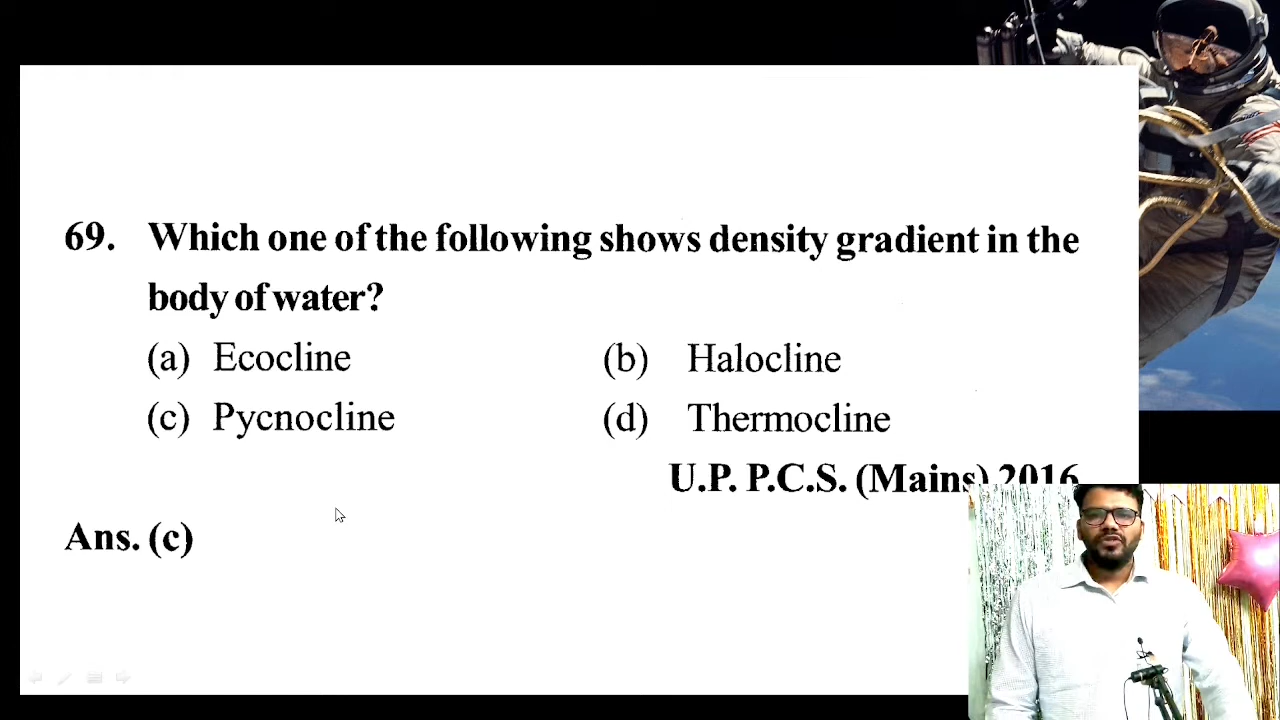 69. Which one of the following shows density gradient in the
body of water?
(a) Ecocline (b) Halocline
(c) Pycnocline (d) Thermocline
U.P. P.C.S. (Mains) 2016
Ans. (c)